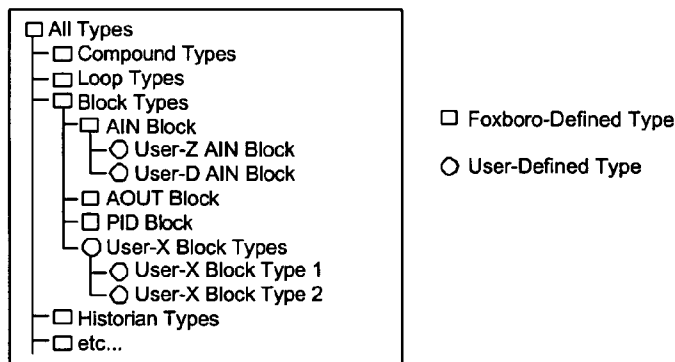 All Types
Compound Types
Loop Types
Block Types
AIN Block
User-Z AIN Block
User-D AIN Block
AOUT Block
PID Block
User-X Block Types
User-X Block Type 1
User-X Block Type 2
Historian Types
etc...
Foxboro-Defined Type
User-Defined Type